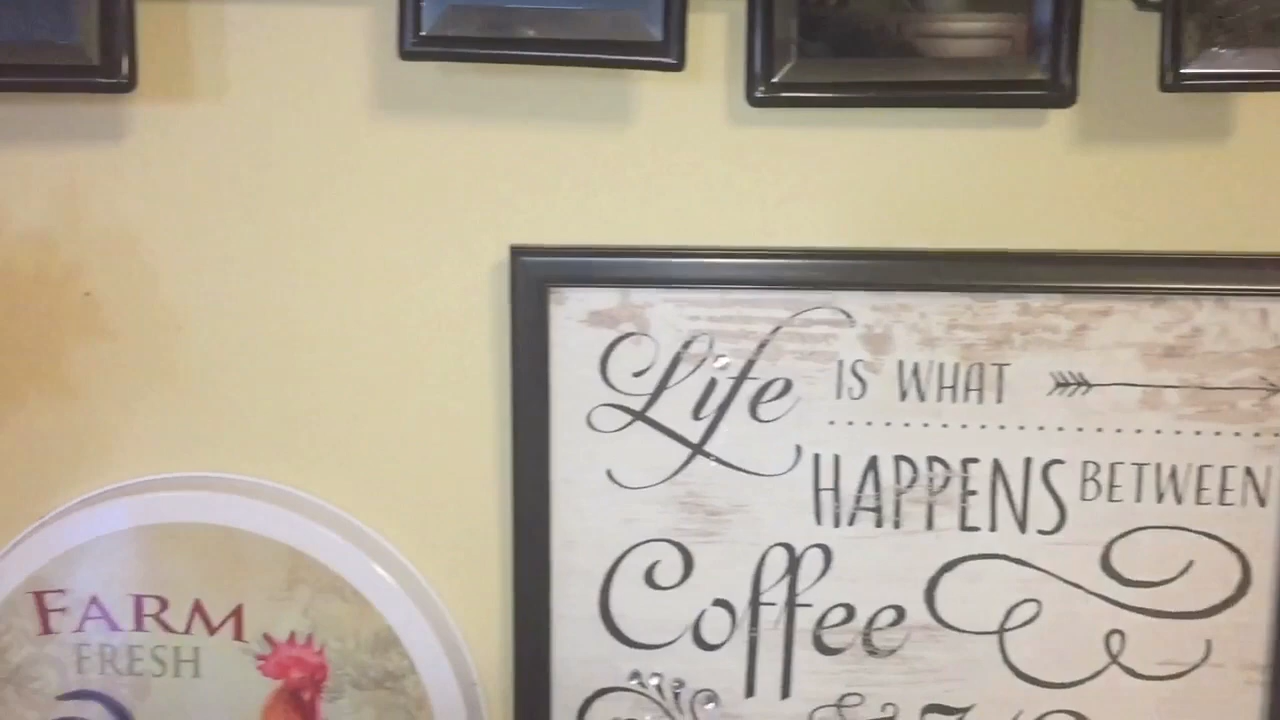 Life IS WHAT
HAPPENS BETWEEN
Coffee
FARM
FRESH